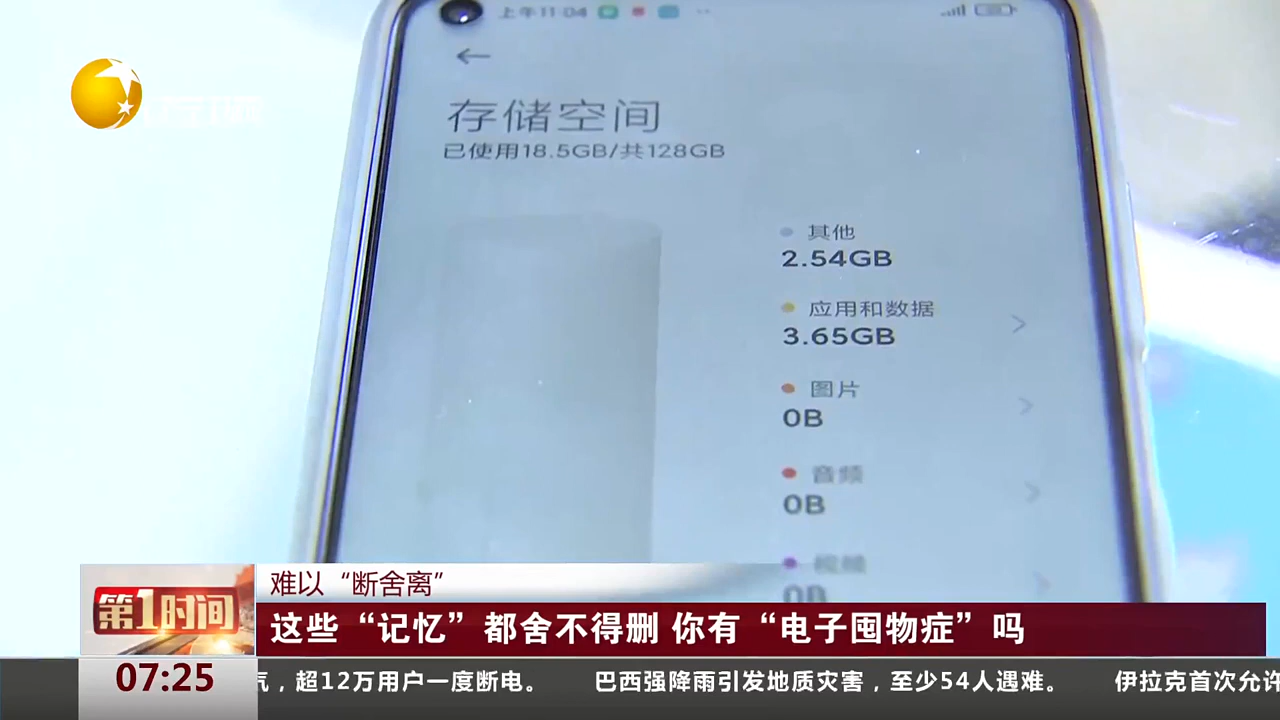 上午11:04
存储空间
已使用18.5GB/共128GB
其他
2.54GB
应用和数据
3.65GB
图片
0B
音频
0B
视频
0B
难以“断舍离”
第1时间
这些“记忆”都舍不得删 你有“电子囤物症”吗
07:25
气，超12万用户一度断电。 巴西强降雨引发地质灾害，至少54人遇难。 伊拉克首次允许